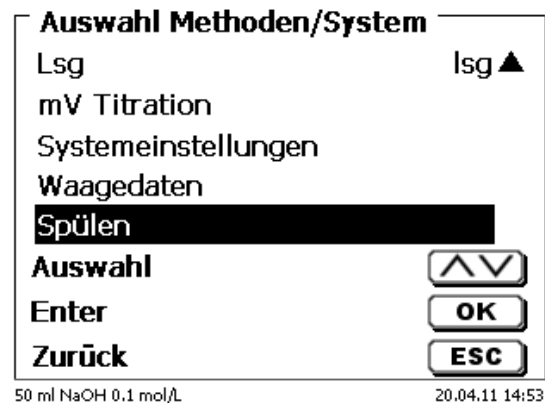 Auswahl Methoden/System
Lsg lsg▲
mV Titration
Systemeinstellungen
Waagedaten
Spülen
Auswahl
Enter OK
Zurück ESC
50 ml NaOH 0.1 mol/L 20.04.11 14:53